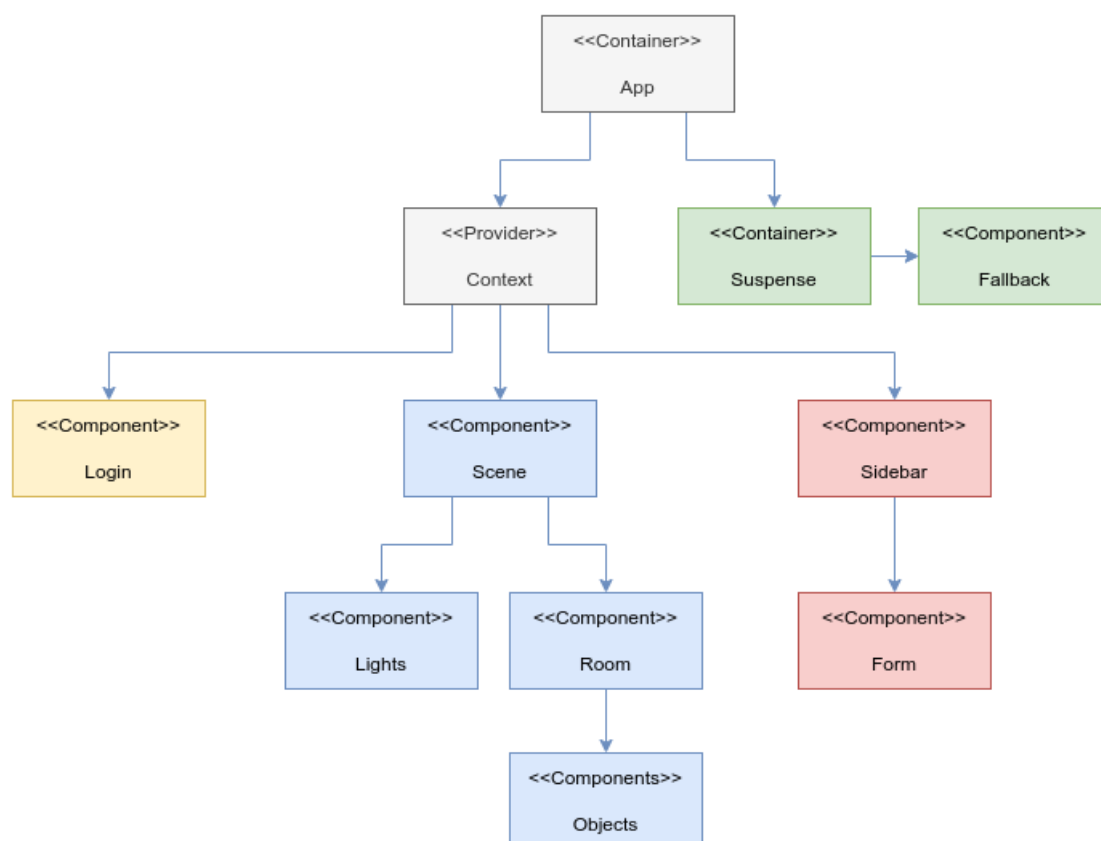 <<Container>>
App
<<Provider>>
Context
<<Container>>
Suspense
<<Component>>
Fallback
<<Component>>
Login
<<Component>>
Scene
<<Component>>
Sidebar
<<Component>>
Lights
<<Component>>
Room
<<Component>>
Form
<<Components>>
Objects